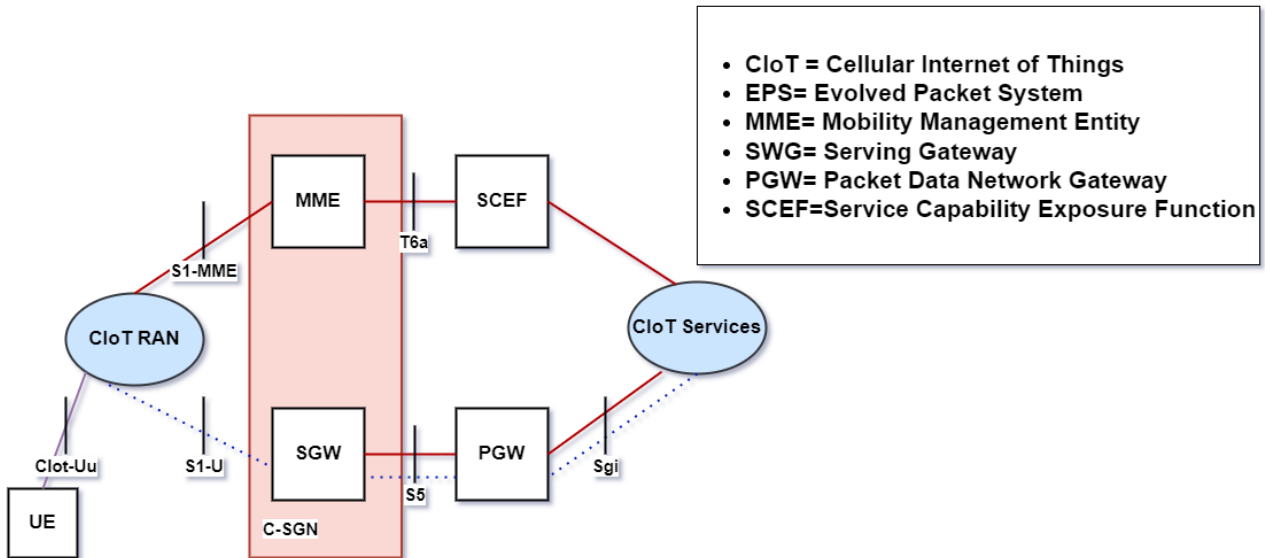 • CIoT = Cellular Internet of Things
• EPS= Evolved Packet System
• MME= Mobility Management Entity
• SWG= Serving Gateway
• PGW= Packet Data Network Gateway
• SCEF=Service Capability Exposure Function
MME
SCEF
T6a
S1-MME
CIoT RAN
CIoT Services
SGW
PGW
CIot-Uu
S1-U
S5
Sgi
UE
C-SGN